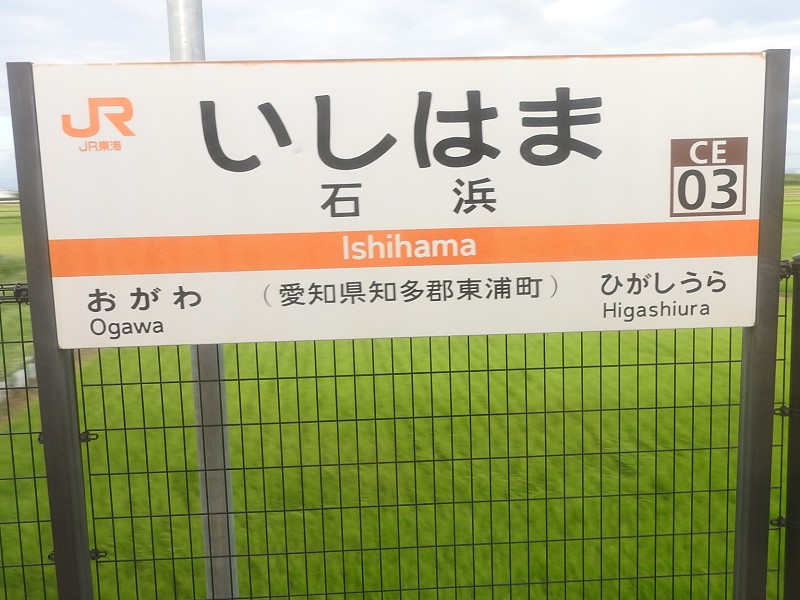 JR
JR東海
いしはま
石浜
CE
03
Ishihama
おがわ
Ogawa
(愛知県知多郡東浦町)
ひがしうら
Higashiura